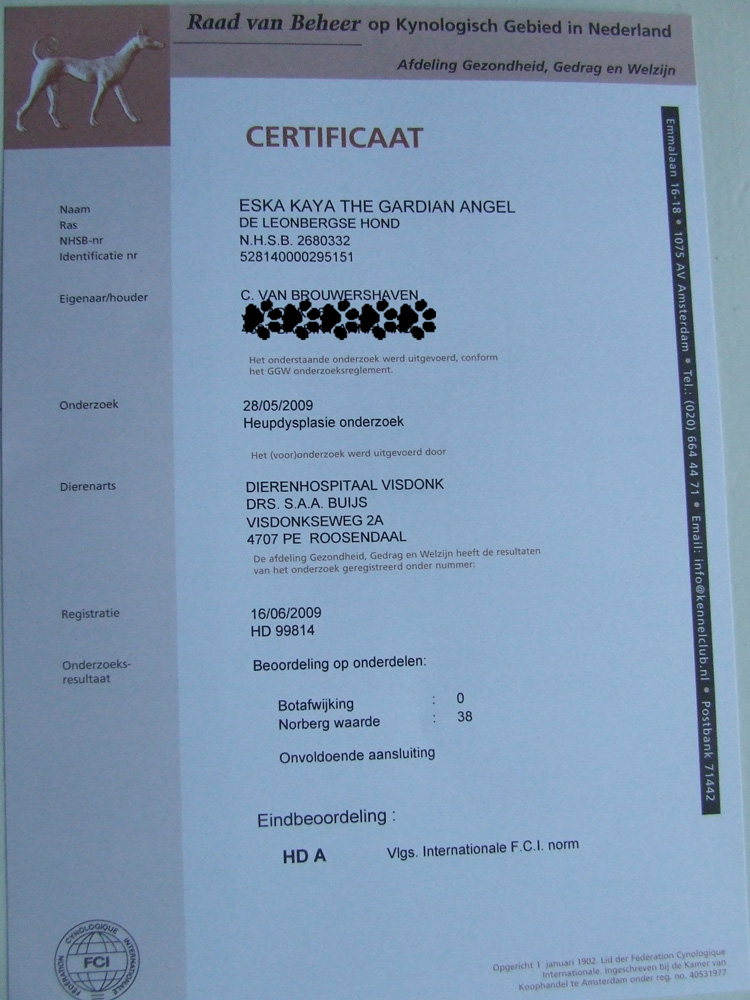 Raad van Beheer op Kynologisch Gebied in Nederland
Afdeling Gezondheid, Gedrag en Welzijn
CERTIFICAAT
Naam ESKA KAYA THE GARDIAN ANGEL
Ras DE LEONBERGSE HOND
NHSB-nr N.H.S.B. 2680332
Identificatie nr 528140000295151
Eigenaar/houder C. VAN BROUWERSHAVEN
Het onderstaande onderzoek werd uitgevoerd, conform
het GGW onderzoeksreglement.
Onderzoek 28/05/2009
Heupdysplasie onderzoek
Het (voor)onderzoek werd uitgevoerd door
Dierenarts DIERENHOSPITAAL VISDONK
DRS. S.A.A. BUIJS
VISDONKSEWEG 2A
4707 PE ROOSENDAAL
De afdeling Gezondheid, Gedrag en Welzijn heeft de resultaten
van het onderzoek geregistreerd onder nummer:
Registratie 16/06/2009
HD 99814
Onderzoeks-
resultaat
Beoordeling op onderdelen:
Botafwijking : 0
Norberg waarde : 38
Onvoldoende aansluiting
Eindbeoordeling :
HD A Vlgs. Internationale F.C.I. norm
Emmalaan 16-18 • 1075 AV Amsterdam • Tel.: (020) 664 44 71 • Email: info@kennelclub.nl • Postbank 71442
FÉDÉRATION CYNOLOGIQUE INTERNATIONALE
FCI
Opgericht 1 januari 1902. Lid der Fédération Cynologique
Internationale. Ingeschreven bij de Kamer van
Koophandel te Amsterdam onder reg. no. 40531977